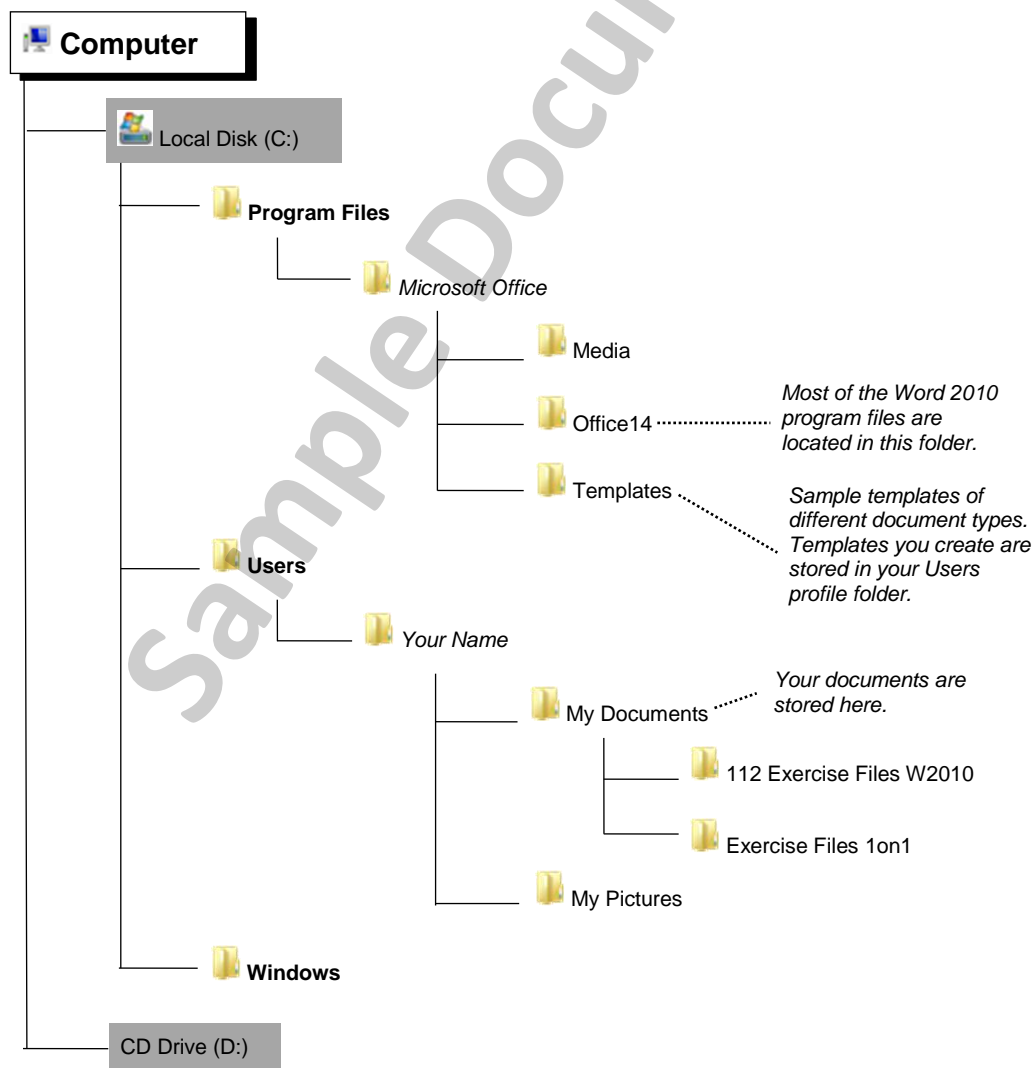 Computer
Local Disk (C:)
Program Files
Microsoft Office
Media
Office14
Most of the Word 2010
program files are
located in this folder.
Templates
Sample templates of
different document types.
Templates you create are
stored in your Users
profile folder.
Users
Your Name
My Documents
Your documents are
stored here.
112 Exercise Files W2010
Exercise Files 1on1
My Pictures
Windows
CD Drive (D:)
Sample Docu